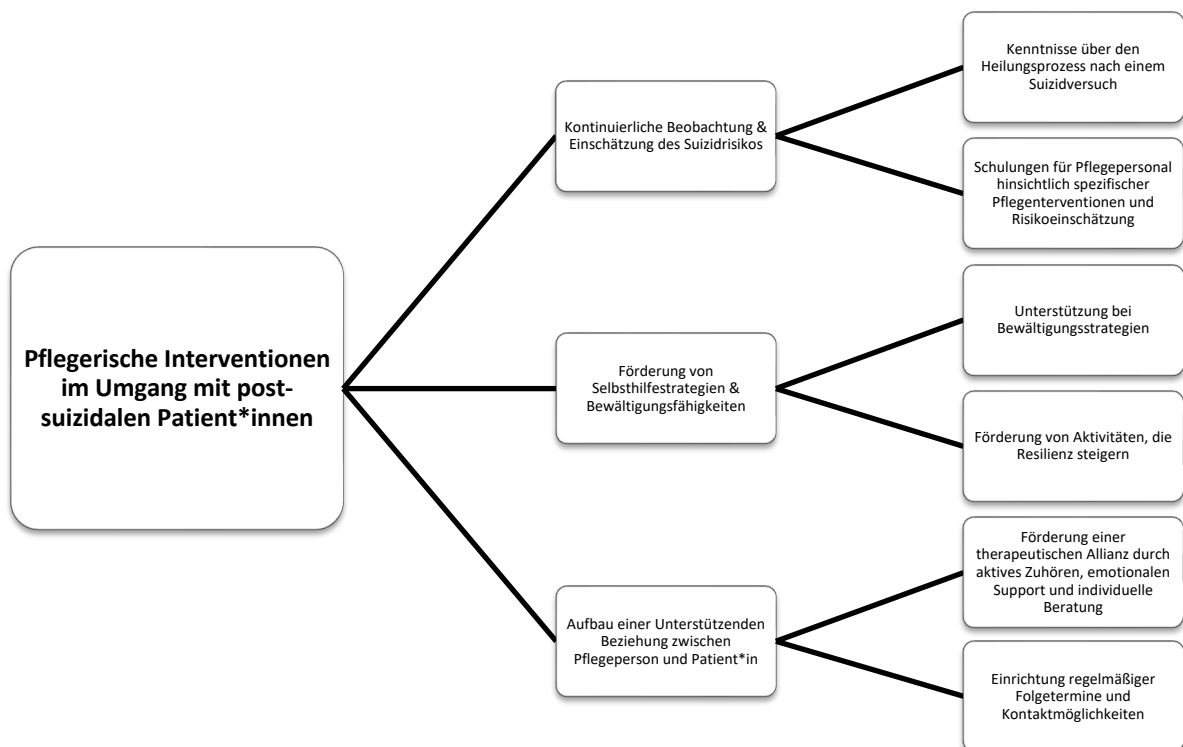 Pflegerische Interventionen
im Umgang mit post-
suizidalen Patient*innen
Kontinuierliche Beobachtung &
Einschätzung des Suizdrisikos
Kenntnisse über den
Heilungsprozess nach einem
Suizidversuch
Schulungen für Pflegepersonal
hinsichtlich spezifischer
Pflegenterventionen und
Risikoeinschätzung
Förderung von
Selbsthilfestrategien &
Bewältigungsfähigkeiten
Unterstützung bei
Bewältigungsstrategien
Förderung von Aktivitäten, die
Resilienz steigern
Aufbau einer Unterstützenden
Beziehung zwischen
Pflegeperson und Patient*in
Förderung einer
therapeutischen Allianz durch
aktives Zuhören, emotionalen
Support und individuelle
Beratung
Einrichtung regelmäßiger
Folgetermine und
Kontaktmöglichkeiten